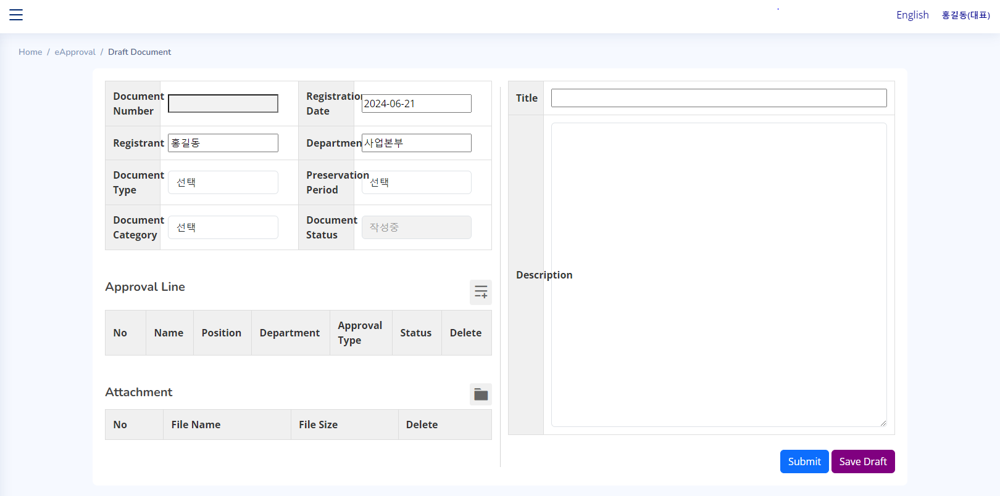 English 홍길동(대표)
Home / eApproval / Draft Document
Document Number
Registration Date 2024-06-21
Registrant 홍길동
Departmen 사업본부
Document Type 선택
Preservation Period 선택
Document Category 선택
Document Status 작성중
Approval Line
No Name Position Department Approval Type Status Delete
Attachment
No File Name File Size Delete
Title
Description
Submit Save Draft